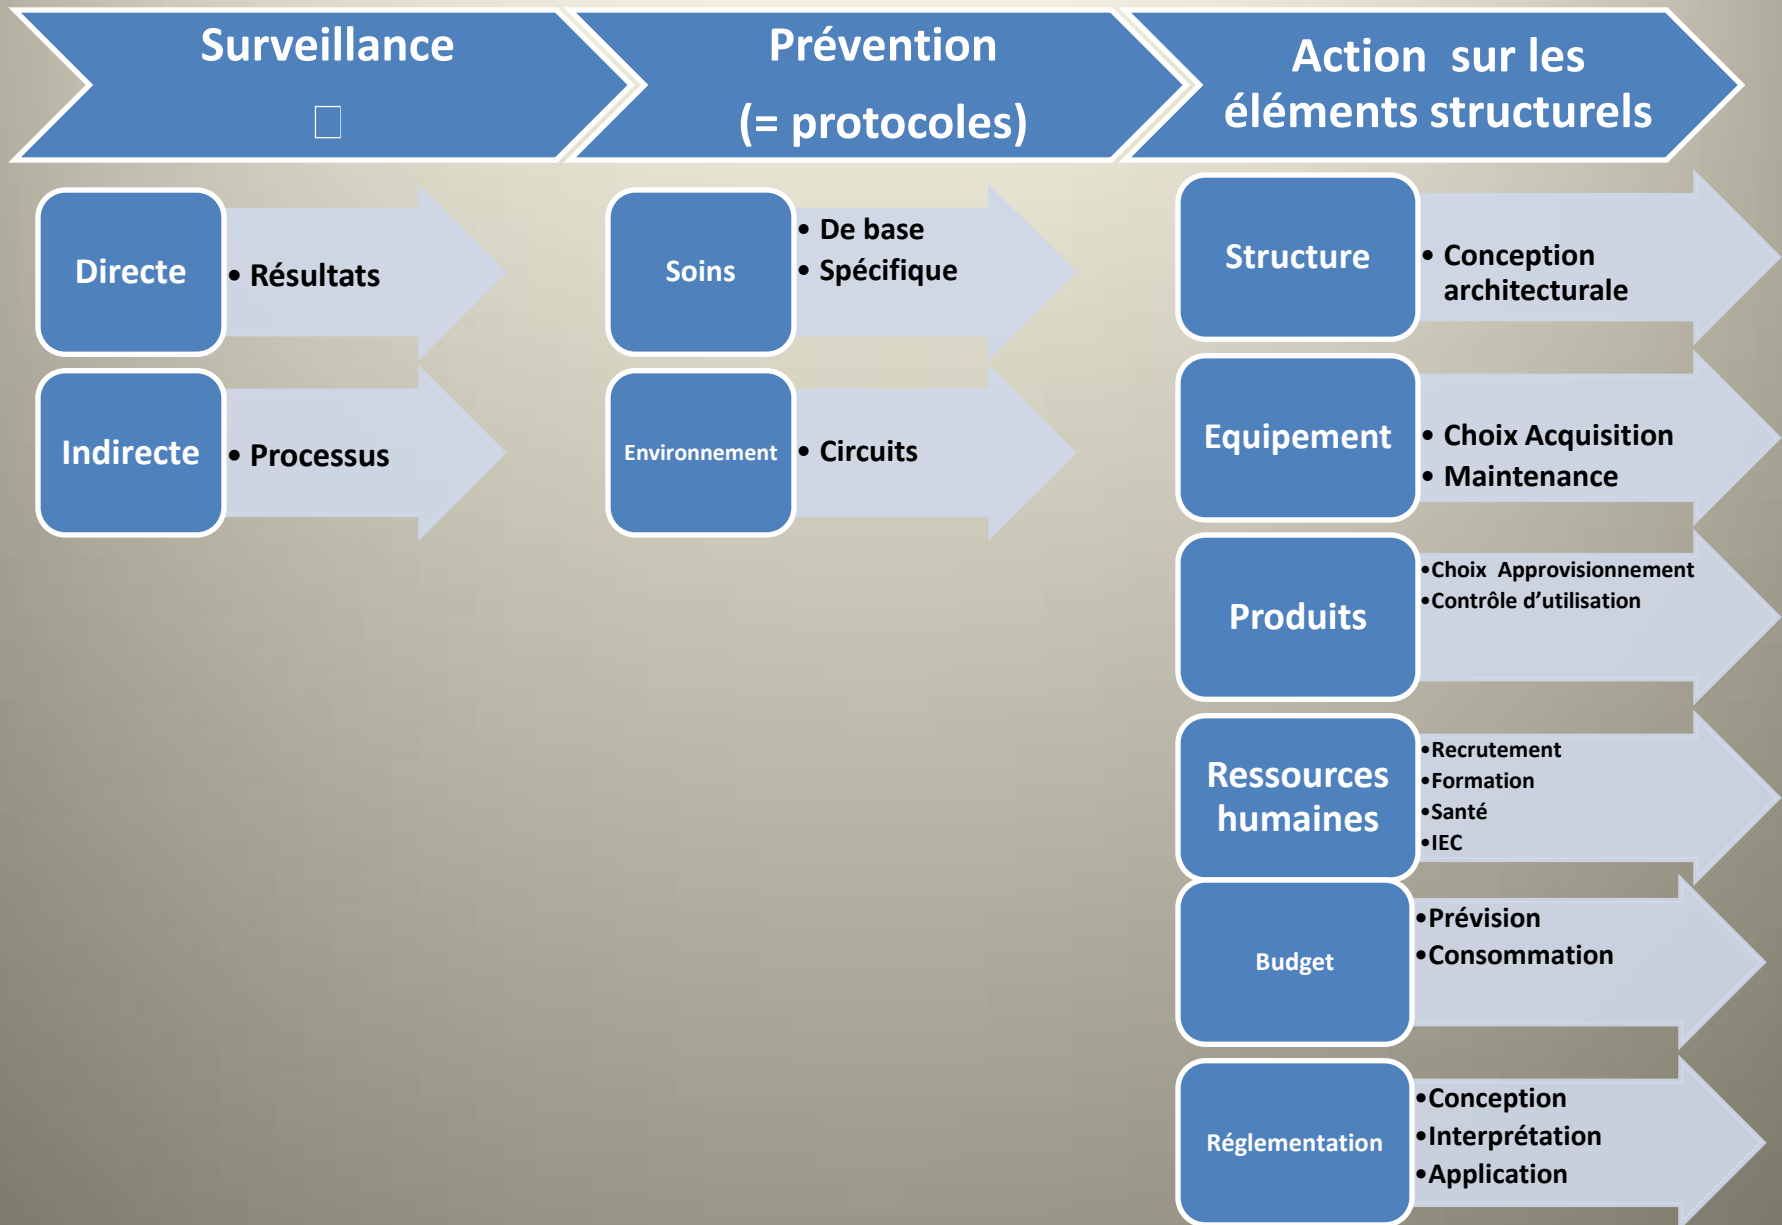 Surveillance
Prévention
(= protocoles)
Action sur les
éléments structurels
Directe
• Résultats
Indirecte
• Processus
Soins
• De base
• Spécifique
Environnement
• Circuits
Structure
• Conception
architecturale
Equipement
• Choix Acquisition
• Maintenance
Produits
•Choix Approvisionnement
•Contrôle d’utilisation
Ressources
humaines
•Recrutement
•Formation
•Santé
•IEC
Budget
•Prévision
•Consommation
Réglementation
•Conception
•Interprétation
•Application